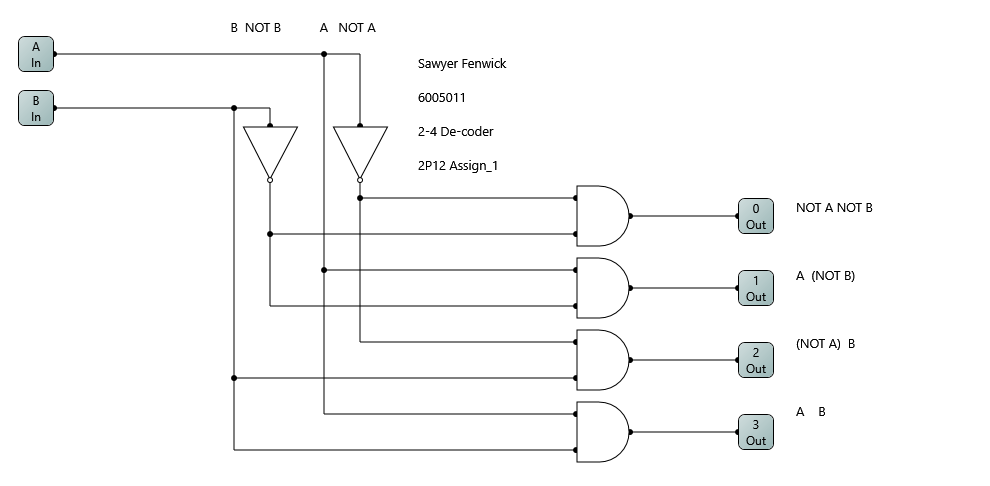 B NOT B A NOT A
A
In
Sawyer Fenwick
B
In
6005011
2-4 De-coder
2P12 Assign_1
0
Out
NOT A NOT B
1
Out
A (NOT B)
2
Out
(NOT A) B
3
Out
A B